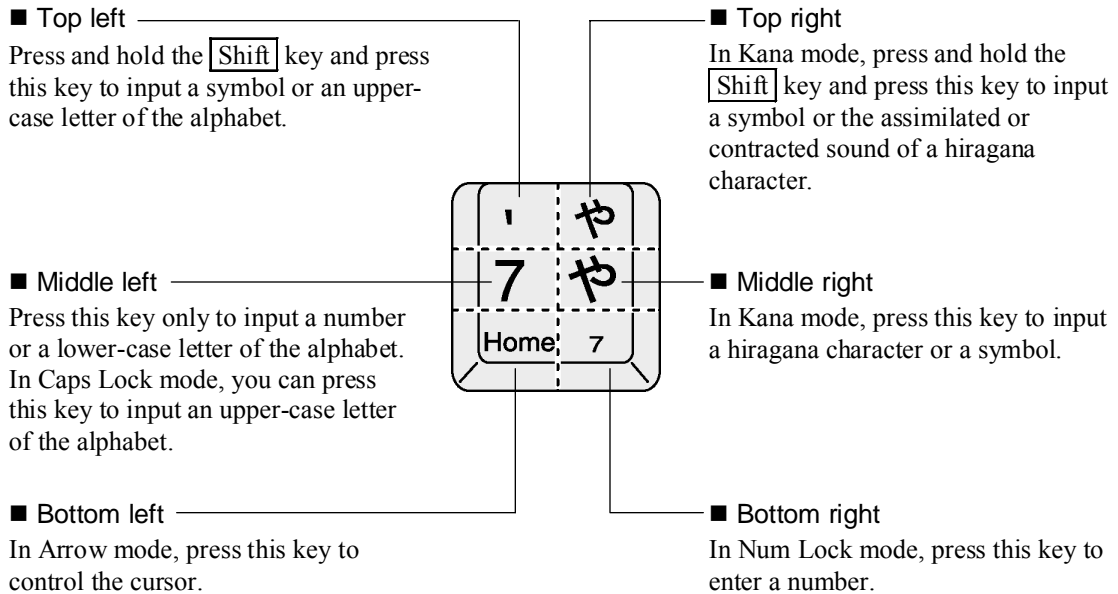 ■ Top left
Press and hold the Shift key and press
this key to input a symbol or an upper-
case letter of the alphabet.
■ Top right
In Kana mode, press and hold the
Shift key and press this key to input
a symbol or the assimilated or
contracted sound of a hiragana
character.
' ゃ
7 や
Home 7
■ Middle left
Press this key only to input a number
or a lower-case letter of the alphabet.
In Caps Lock mode, you can press
this key to input an upper-case letter
of the alphabet.
■ Middle right
In Kana mode, press this key to input
a hiragana character or a symbol.
■ Bottom left
In Arrow mode, press this key to
control the cursor.
■ Bottom right
In Num Lock mode, press this key to
enter a number.